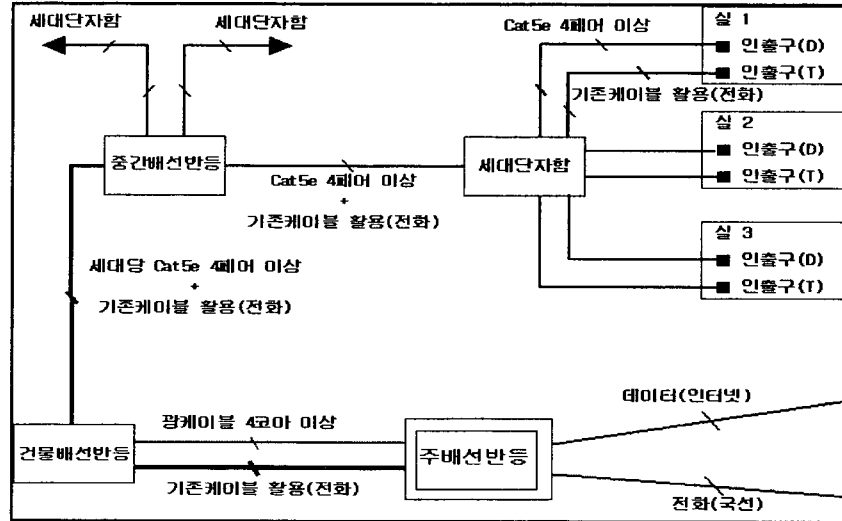 세대단자함
세대단자함
Cat5e 4페어 이상
실 1
인출구(D)
인출구(T)
기존케이블 활용(전화)
중간배선반등
세대단자함
실 2
인출구(D)
인출구(T)
Cat5e 4페어 이상
+
기존케이블 활용(전화)
실 3
인출구(D)
인출구(T)
세대당 Cat5e 4페어 이상
+
기존케이블 활용(전화)
데이터(인터넷)
광케이블 4코아 이상
건물배선반등
주배선반등
기존케이블 활용(전화)
전화(국선)